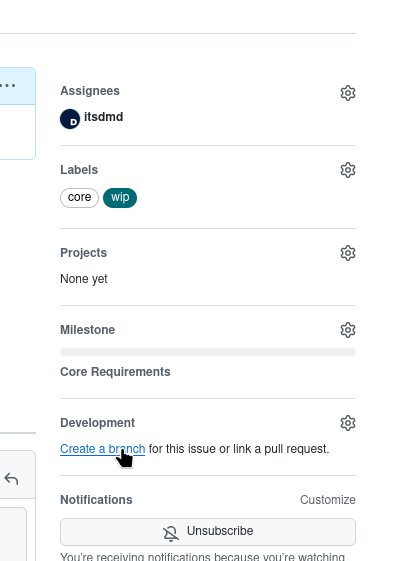 Assignees
itsdmd
Labels
core wip
Projects
None yet
Milestone
Core Requirements
Development
Create a branch for this issue or link a pull request.
Notifications Customize
Unsubscribe
You're receiving notifications because you're watching